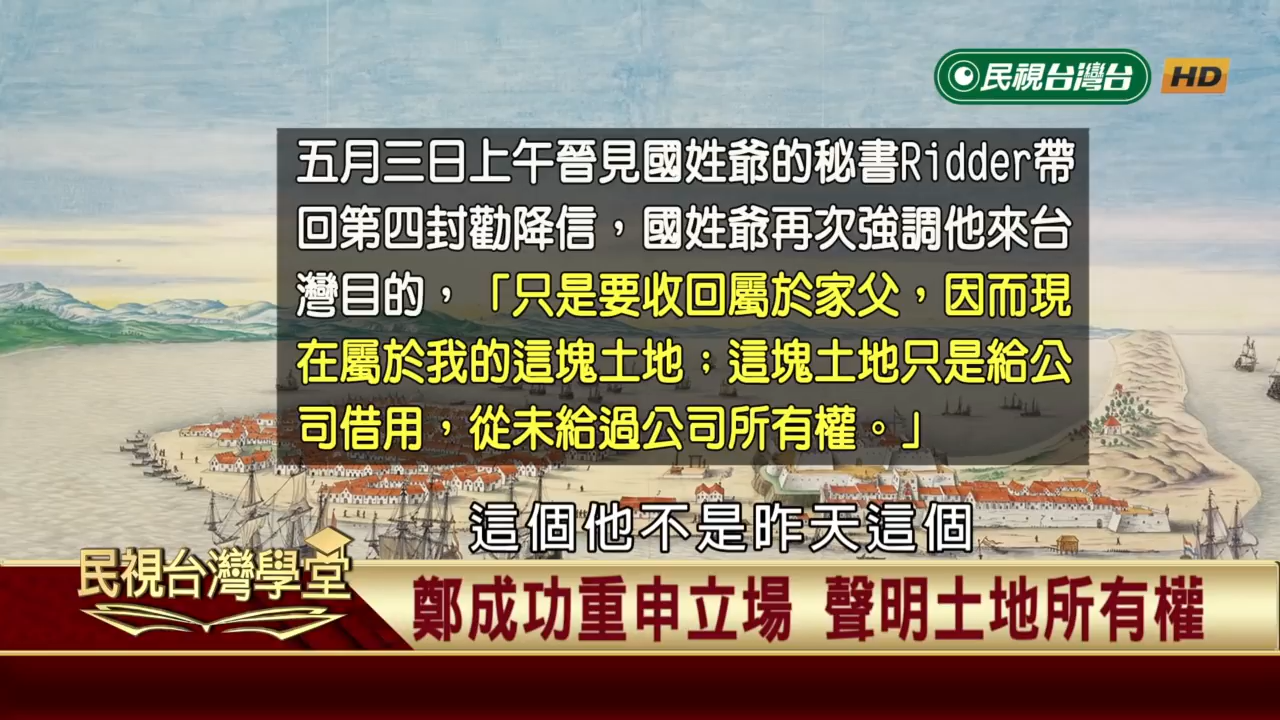 民視台灣台 HD
五月三日上午晉見國姓爺的秘書Ridder帶
回第四封勸降信，國姓爺再次強調他來台
灣目的，「只是要收回屬於家父，因而現
在屬於我的這塊土地；這塊土地只是給公
司借用，從未給過公司所有權。」
這個他不是昨天這個
民視台灣學堂
鄭成功重申立場 聲明土地所有權